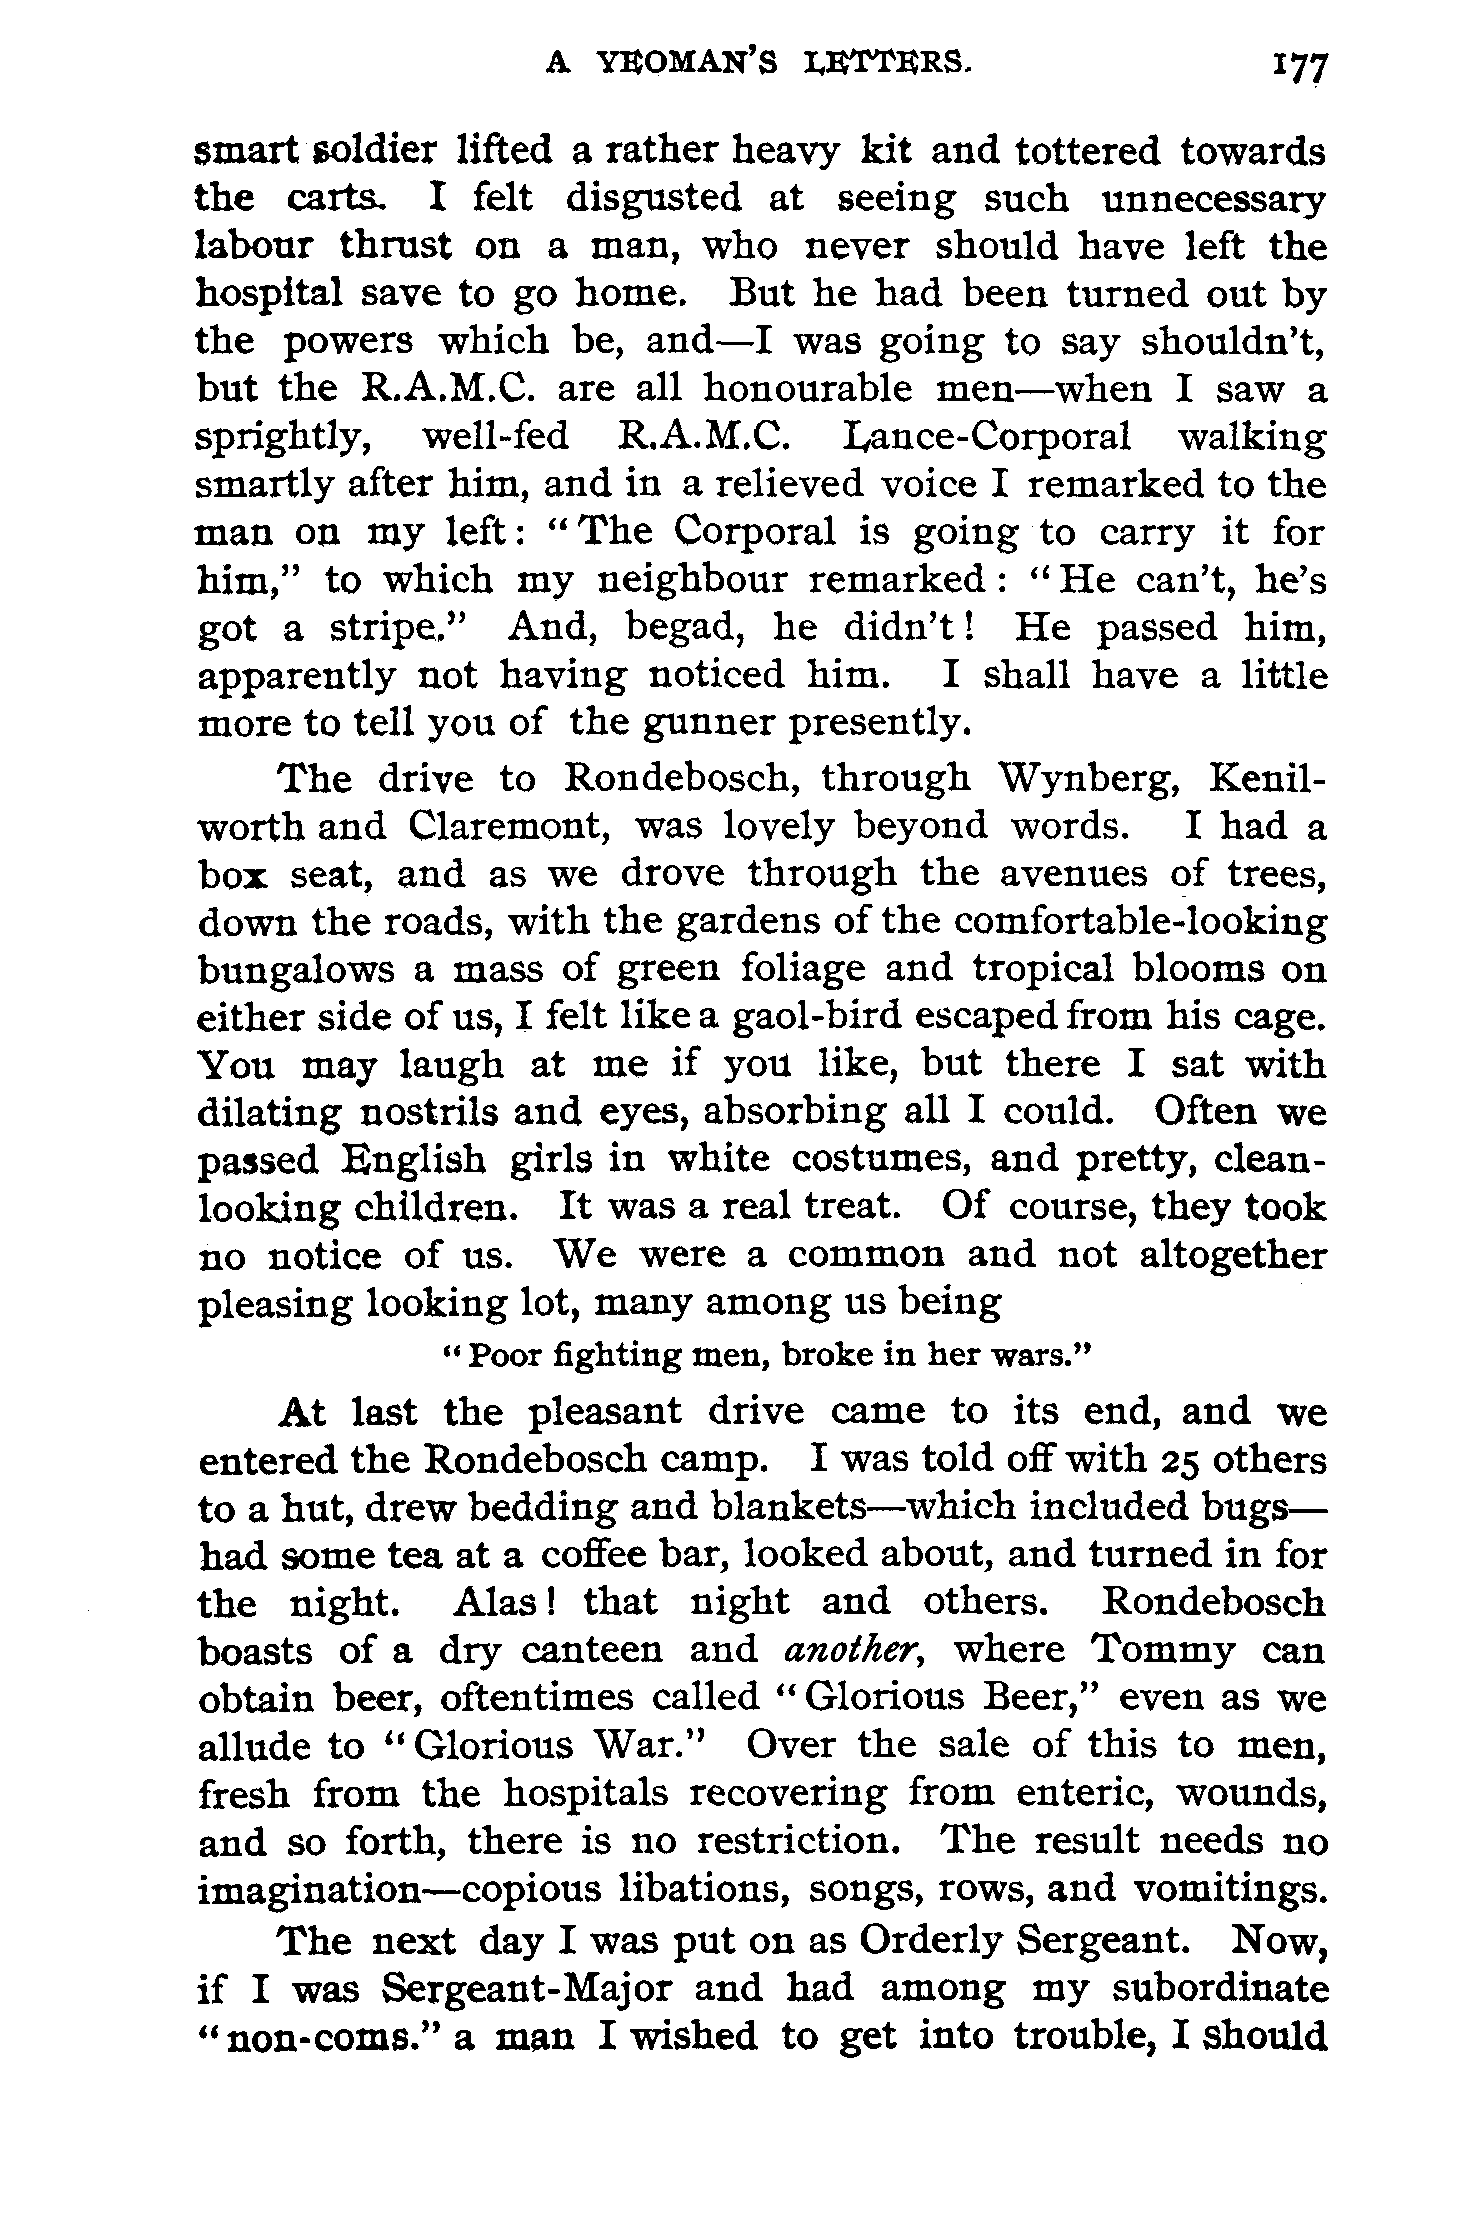 A YEOMAN'S LETTERS. 177
smart soldier lifted a rather heavy kit and tottered towards
the carts. I felt disgusted at seeing such unnecessary
labour thrust on a man, who never should have left the
hospital save to go home. But he had been turned out by
the powers which be, and—I was going to say shouldn't,
but the R.A.M.C. are all honourable men—when I saw a
sprightly, well-fed R.A.M.C. Lance-Corporal walking
smartly after him, and in a relieved voice I remarked to the
man on my left: "The Corporal is going to carry it for
him," to which my neighbour remarked: "He can't, he's
got a stripe." And, begad, he didn't! He passed him,
apparently not having noticed him. I shall have a little
more to tell you of the gunner presently.
The drive to Rondebosch, through Wynberg, Kenil-
worth and Claremont, was lovely beyond words. I had a
box seat, and as we drove through the avenues of trees,
down the roads, with the gardens of the comfortable-looking
bungalows a mass of green foliage and tropical blooms on
either side of us, I felt like a gaol-bird escaped from his cage.
You may laugh at me if you like, but there I sat with
dilating nostrils and eyes, absorbing all I could. Often we
passed English girls in white costumes, and pretty, clean-
looking children. It was a real treat. Of course, they took
no notice of us. We were a common and not altogether
pleasing looking lot, many among us being
"Poor fighting men, broke in her wars."
At last the pleasant drive came to its end, and we
entered the Rondebosch camp. I was told off with 25 others
to a hut, drew bedding and blankets—which included bugs—
had some tea at a coffee bar, looked about, and turned in for
the night. Alas! that night and others. Rondebosch
boasts of a dry canteen and another, where Tommy can
obtain beer, oftentimes called "Glorious Beer," even as we
allude to "Glorious War." Over the sale of this to men,
fresh from the hospitals recovering from enteric, wounds,
and so forth, there is no restriction. The result needs no
imagination—copious libations, songs, rows, and vomitings.
The next day I was put on as Orderly Sergeant. Now,
if I was Sergeant-Major and had among my subordinate
"non-coms." a man I wished to get into trouble, I should